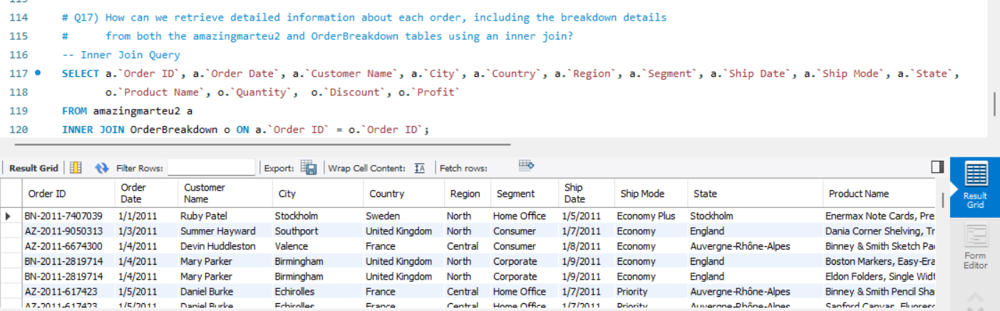 114 # Q17) How can we retrieve detailed information about each order, including the breakdown details
115 # from both the amazingmarteu2 and OrderBreakdown tables using an inner join?
116 -- Inner Join Query
117 SELECT a.`Order ID`, a.`Order Date`, a.`Customer Name`, a.`City`, a.`Country`, a.`Region`, a.`Segment`, a.`Ship Date`, a.`Ship Mode`, a.`State`,
118 o.`Product Name`, o.`Quantity`, o.`Discount`, o.`Profit`
119 FROM amazingmarteu2 a
120 INNER JOIN OrderBreakdown o ON a.`Order ID` = o.`Order ID`;
Result Grid Filter Rows: Export: Wrap Cell Content: Fetch rows:
Order ID Order Date Customer Name City Country Region Segment Ship Date Ship Mode State Product Name
BN-2011-7407039 1/1/2011 Ruby Patel Stockholm Sweden North Home Office 1/5/2011 Economy Plus Stockholm Enermax Note Cards, Pre
AZ-2011-9050313 1/3/2011 Summer Hayward Southport United Kingdom North Consumer 1/7/2011 Economy England Dania Corner Shelving, Tr
AZ-2011-6674300 1/4/2011 Devin Huddleston Valence France Central Consumer 1/8/2011 Economy Auvergne-Rhône-Alpes Binney & Smith Sketch Pa
BN-2011-2819714 1/4/2011 Mary Parker Birmingham United Kingdom North Corporate 1/9/2011 Economy England Boston Markers, Easy-Era
BN-2011-2819714 1/4/2011 Mary Parker Birmingham United Kingdom North Corporate 1/9/2011 Economy England Eldon Folders, Single Widt
AZ-2011-617423 1/5/2011 Daniel Burke Echirolles France Central Home Office 1/7/2011 Priority Auvergne-Rhône-Alpes Binney & Smith Pencil Sha
AZ-2011-617423 1/5/2011 Daniel Burke Echirolles France Central Home Office 1/7/2011 Priority Auvergne-Rhône-Alpes Sanford Canvas, Fluoresc
Result Grid
Form Editor